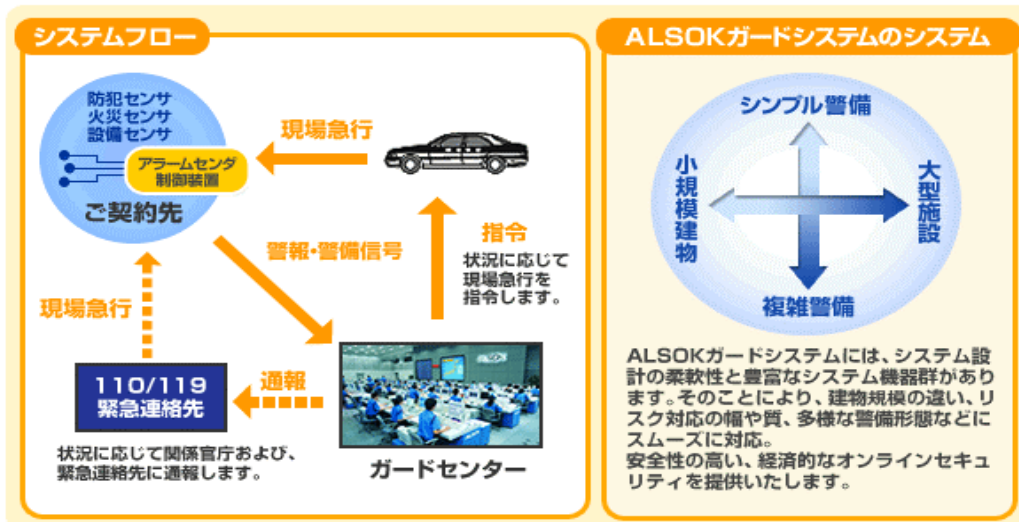 システムフロー
防犯センサ
火災センサ
設備センサ
アラームセンダ
制御装置
ご契約先
現場急行
警報・警備信号
指令
状況に応じて
現場急行を
指令します。
現場急行
110/119
緊急連絡先
通報
状況に応じて関係官庁および、
緊急連絡先に通報します。
ガードセンター
ALSOKガードシステムのシステム
シンプル警備
小規模建物
大型施設
複雑警備
ALSOKガードシステムには、システム設
計の柔軟性と豊富なシステム機器群があり
ます。そのことにより、建物規模の違い、リ
スク対応の幅や質、多様な警備形態などに
スムーズに対応。
安全性の高い、経済的なオンラインセキュ
リティを提供いたします。